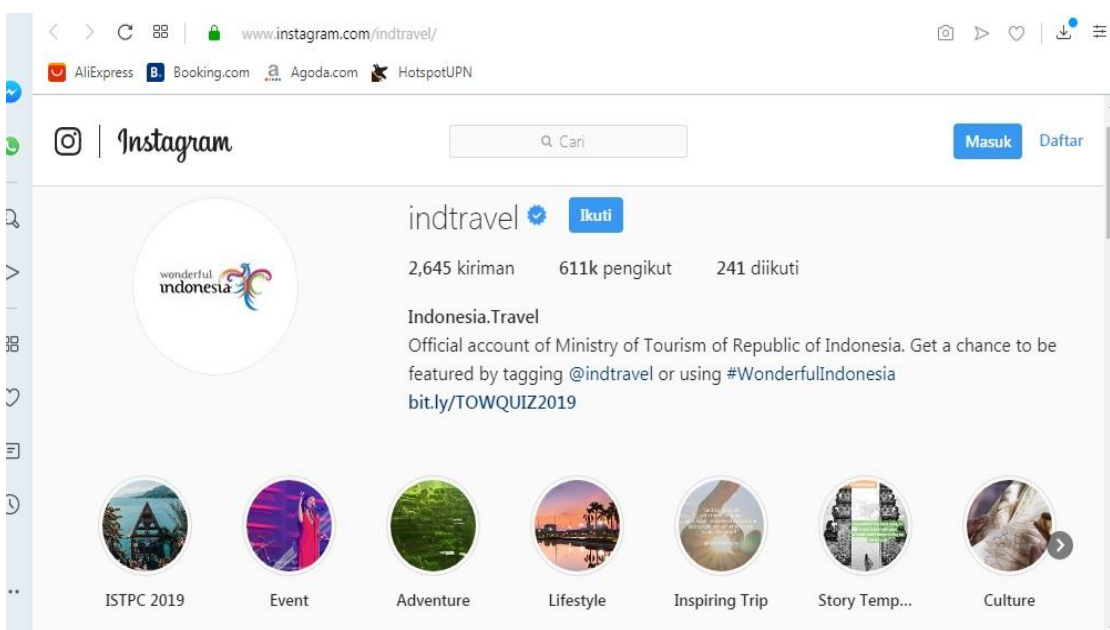 www.instagram.com/indtravel/
AliExpress B. Booking.com a Agoda.com HotspotUPN
Instagram Cari Masuk Daftar
indtravel Ikuti
wonderful
indonesia
2,645 kiriman 611k pengikut 241 diikuti
Indonesia.Travel
Official account of Ministry of Tourism of Republic of Indonesia. Get a chance to be
featured by tagging @indtravel or using #WonderfulIndonesia
bit.ly/TOWQUIZ2019
ISTPC 2019 Event Adventure Lifestyle Inspiring Trip Story Temp... Culture